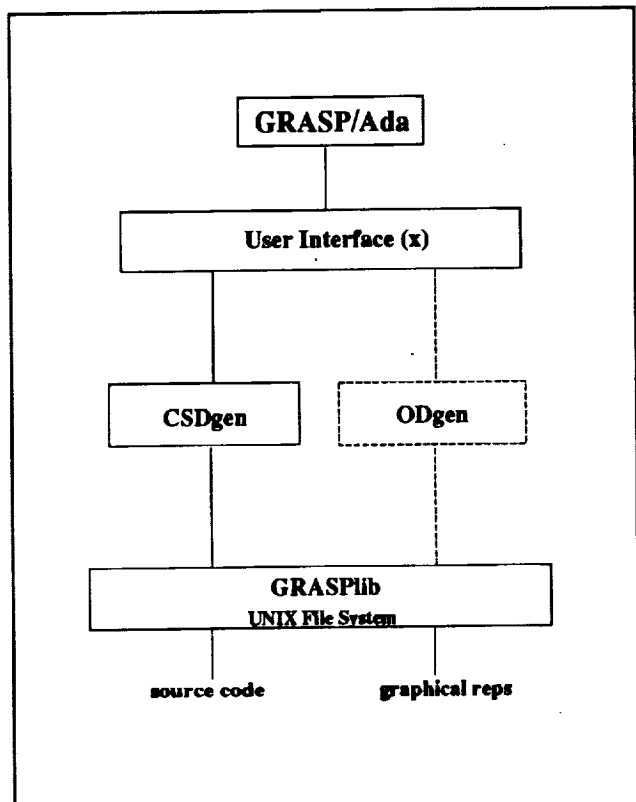 GRASP/Ada
User Interface (x)
CSDgen
ODgen
GRASPlib
UNIX File System
source code
graphical reps